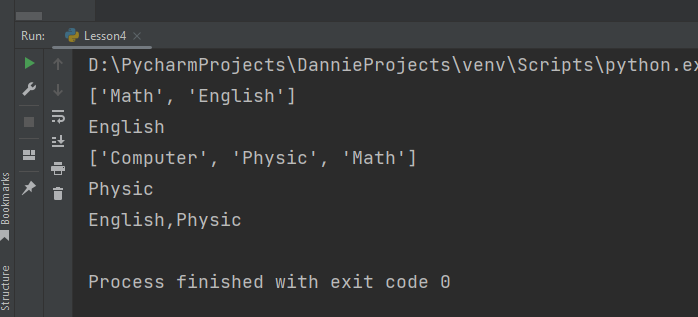 Run: Lesson4
D:\PycharmProjects\DannieProjects\venv\Scripts\python.ex
['Math', 'English']
English
['Computer', 'Physic', 'Math']
Physic
English,Physic
Process finished with exit code 0
Bookmarks
Structure